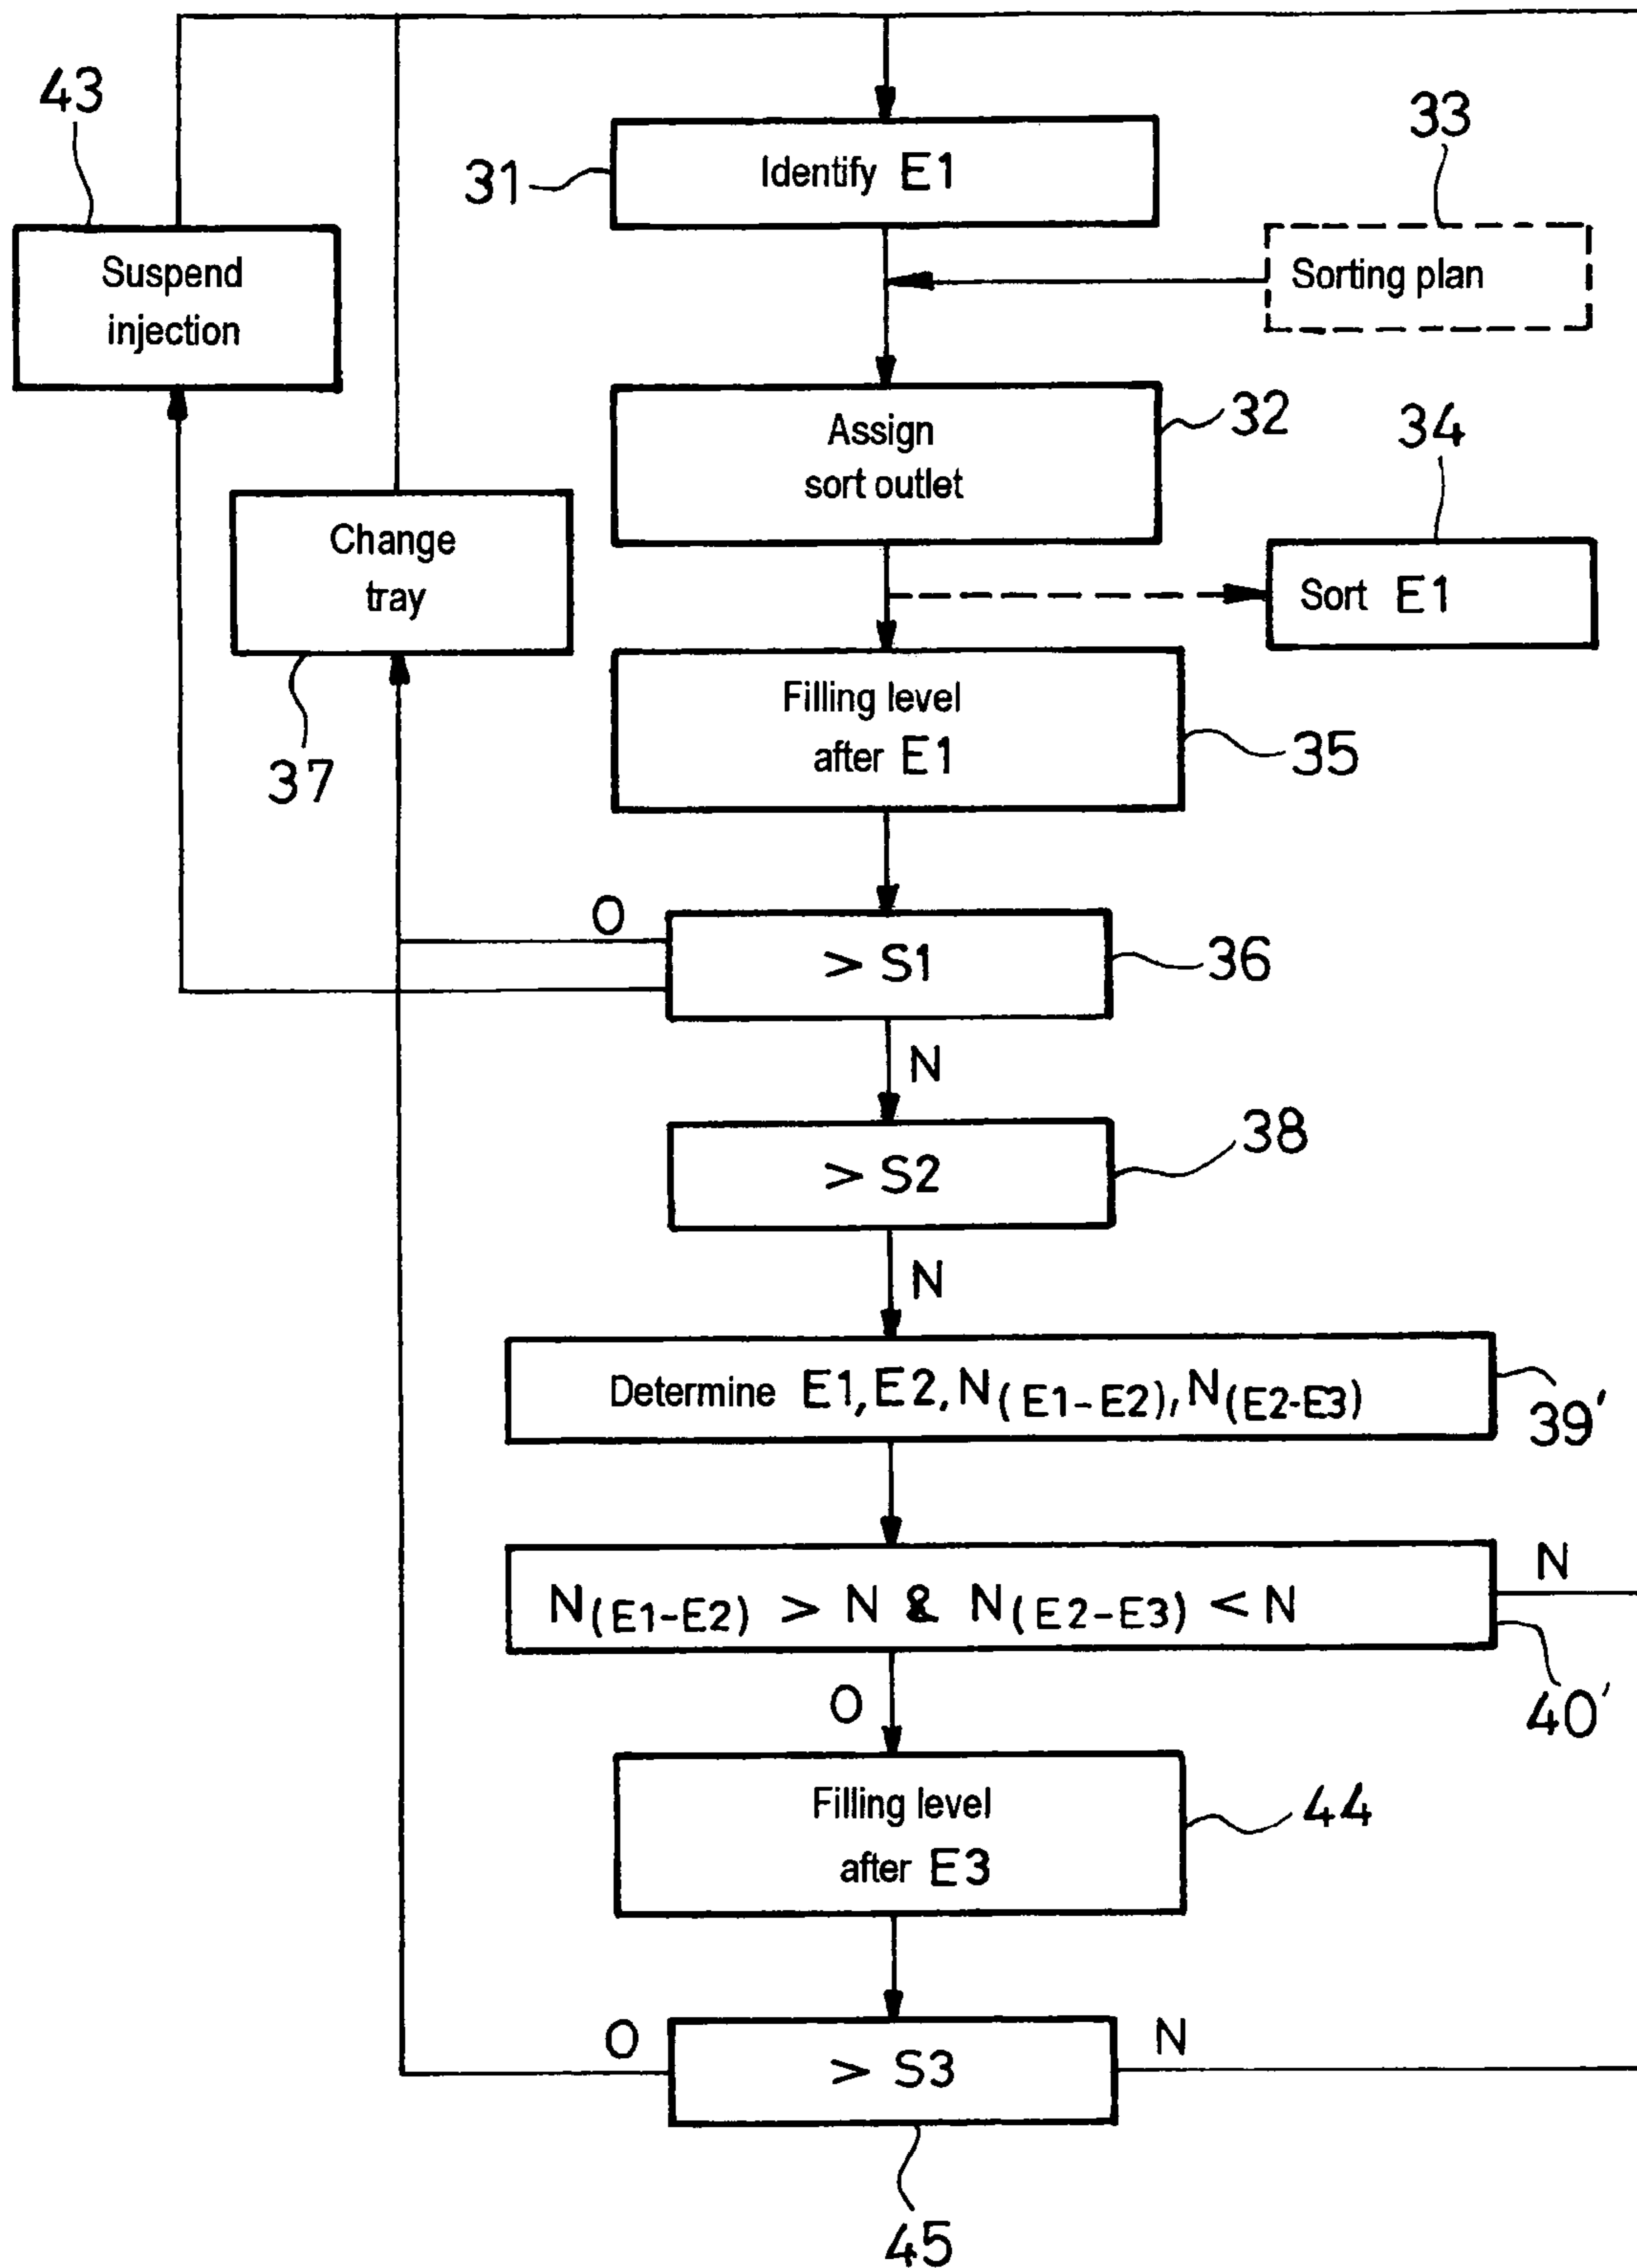 43
31
Identify E1
33
Suspend
injection
Sorting plan
Assign
sort outlet
32
34
Change
tray
Sort E1
37
Filling level
after E1
35
O
> S1
36
N
> S2
38
N
Determine E1, E2, N(E1-E2), N(E2-E3)
39'
N(E1-E2) > N & N(E2-E3) < N
N
40'
O
Filling level
after E3
44
O
> S3
N
45